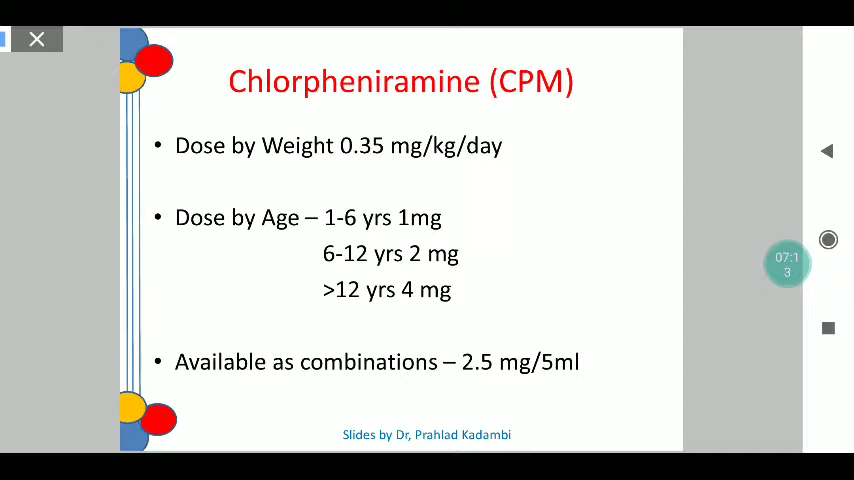 Chlorpheniramine (CPM)
• Dose by Weight 0.35 mg/kg/day
• Dose by Age – 1-6 yrs 1mg
6-12 yrs 2 mg
>12 yrs 4 mg
07:1
3
• Available as combinations – 2.5 mg/5ml
Slides by Dr, Prahlad Kadambi